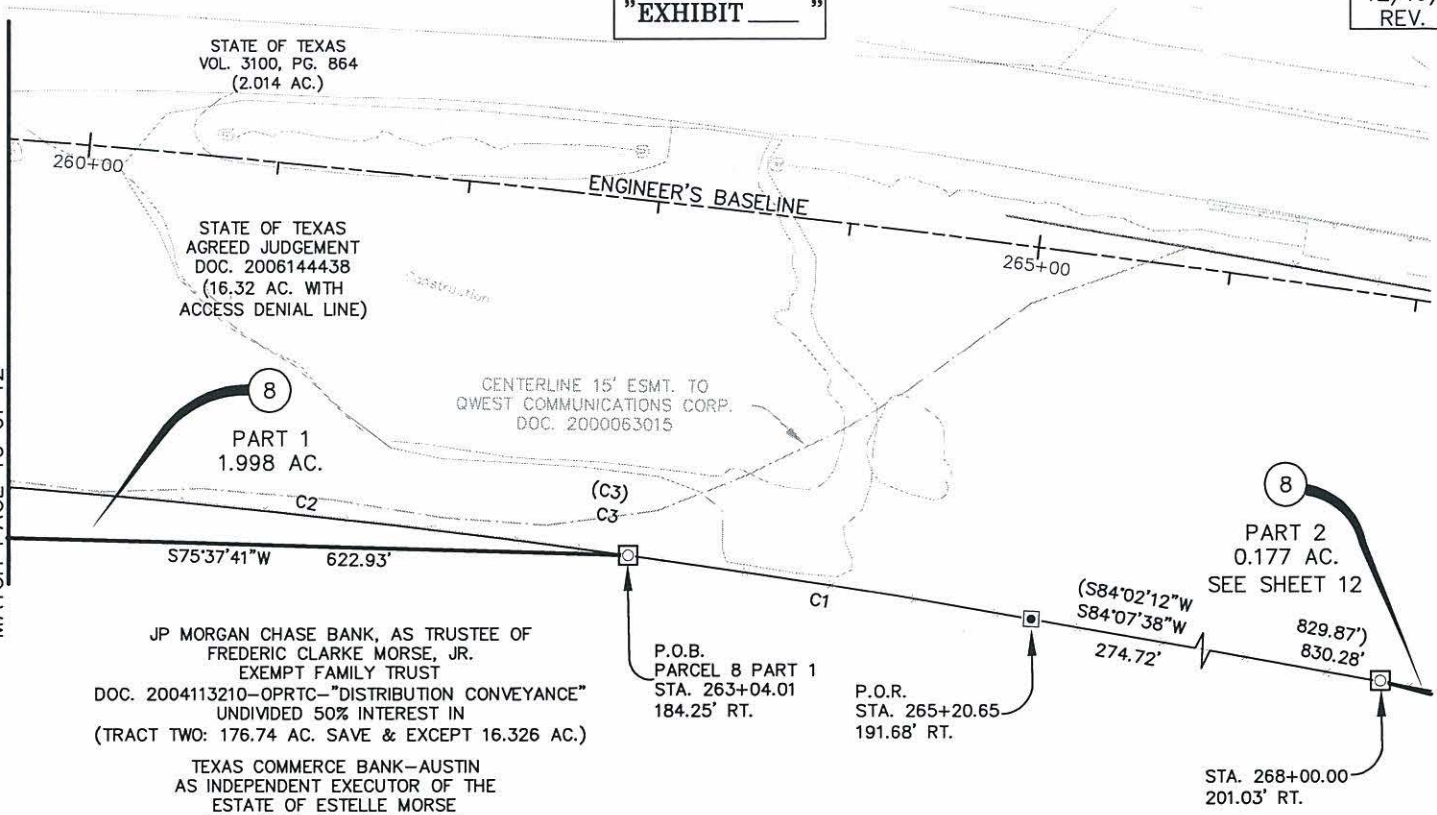 "EXHIBIT ____ "
REV.
STATE OF TEXAS
VOL. 3100, PG. 864
(2.014 AC.)
260+00
ENGINEER'S BASELINE
265+00
STATE OF TEXAS
AGREED JUDGEMENT
DOC. 2006144438
(16.32 AC. WITH
ACCESS DENIAL LINE)
Construction
CENTERLINE 15' ESMT. TO
QWEST COMMUNICATIONS CORP.
DOC. 2000063015
8
PART 1
1.998 AC.
C2
(C3)
C3
S75°37'41"W 622.93'
C1
8
PART 2
0.177 AC.
SEE SHEET 12
(S84°02'12"W 829.87')
S84°07'38"W 830.28'
274.72'
JP MORGAN CHASE BANK, AS TRUSTEE OF
FREDERIC CLARKE MORSE, JR.
EXEMPT FAMILY TRUST
DOC. 2004113210-OPRTC-"DISTRIBUTION CONVEYANCE"
UNDIVIDED 50% INTEREST IN
(TRACT TWO: 176.74 AC. SAVE & EXCEPT 16.326 AC.)
TEXAS COMMERCE BANK-AUSTIN
AS INDEPENDENT EXECUTOR OF THE
ESTATE OF ESTELLE MORSE
P.O.B.
PARCEL 8 PART 1
STA. 263+04.01
184.25' RT.
P.O.R.
STA. 265+20.65
191.68' RT.
STA. 268+00.00
201.03' RT.